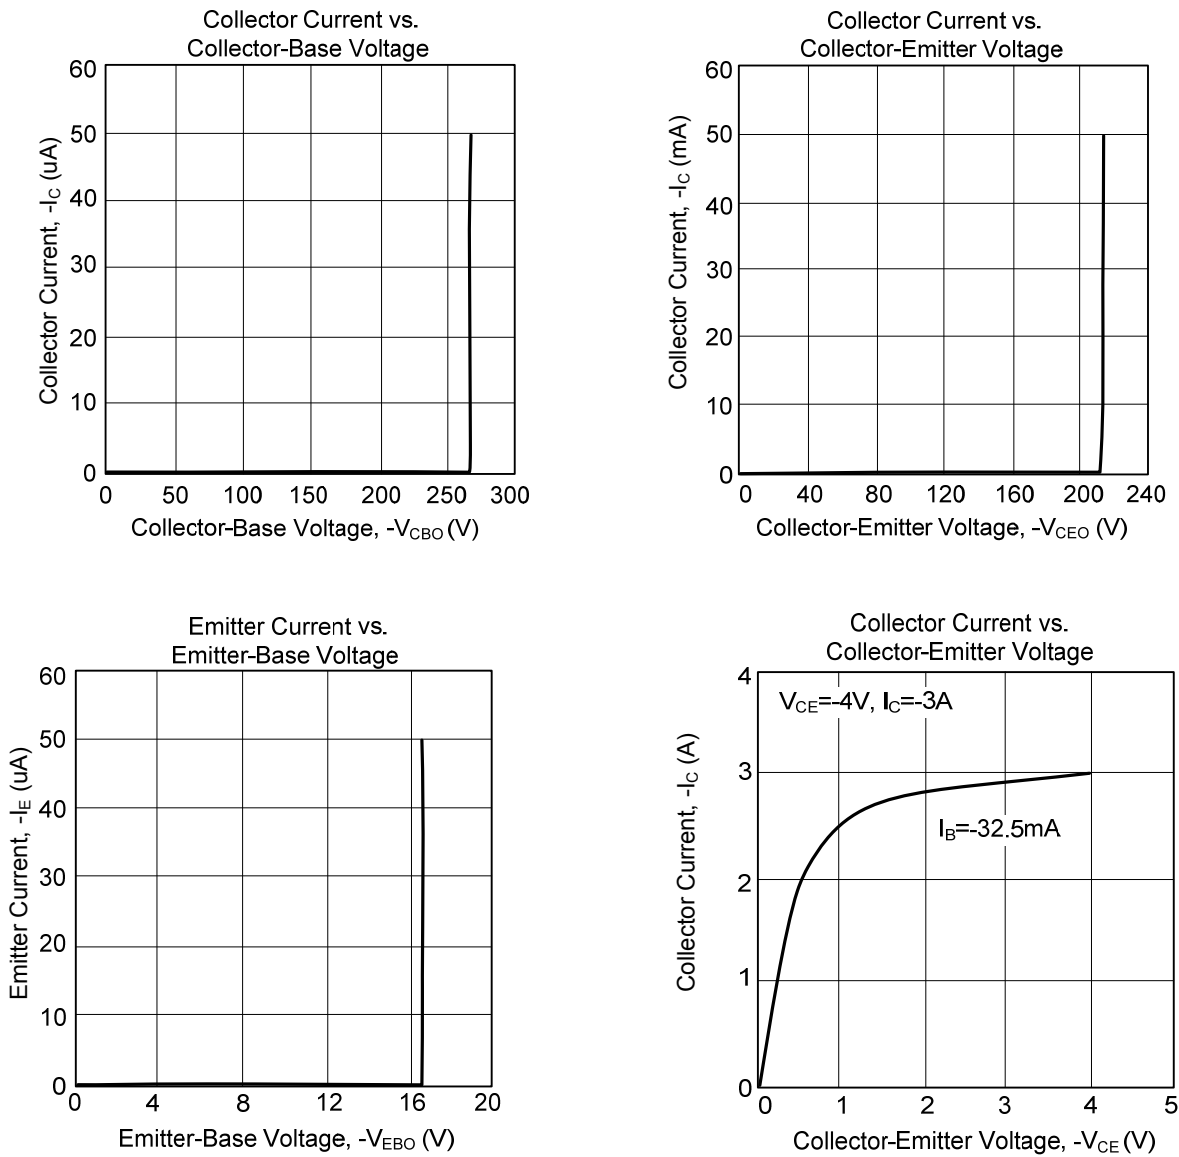 Collector Current vs.
Collector-Base Voltage
60
50
40
30
20
10
0
Collector Current, -IC (uA)
0 50 100 150 200 250 300
Collector-Base Voltage, -VCBO (V)
Collector Current vs.
Collector-Emitter Voltage
60
50
40
30
20
10
0
Collector Current, -IC (mA)
0 40 80 120 160 200 240
Collector-Emitter Voltage, -VCEO (V)
Emitter Current vs.
Emitter-Base Voltage
60
50
40
30
20
10
0
Emitter Current, -IE (uA)
0 4 8 12 16 20
Emitter-Base Voltage, -VEBO (V)
Collector Current vs.
Collector-Emitter Voltage
4
3
2
1
0
Collector Current, -IC (A)
VCE=-4V, IC=-3A
IB=-32.5mA
0 1 2 3 4 5
Collector-Emitter Voltage, -VCE (V)